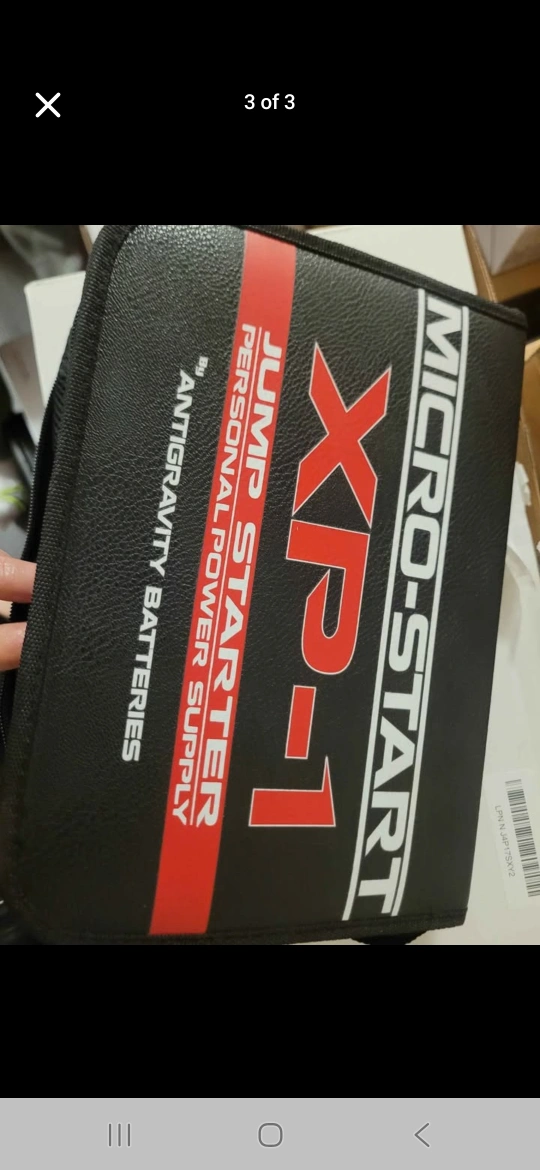 3 of 3
MICRO-START
XP-1
JUMP STARTER
PERSONAL POWER SUPPLY
By
ANTIGRAVITY BATTERIES